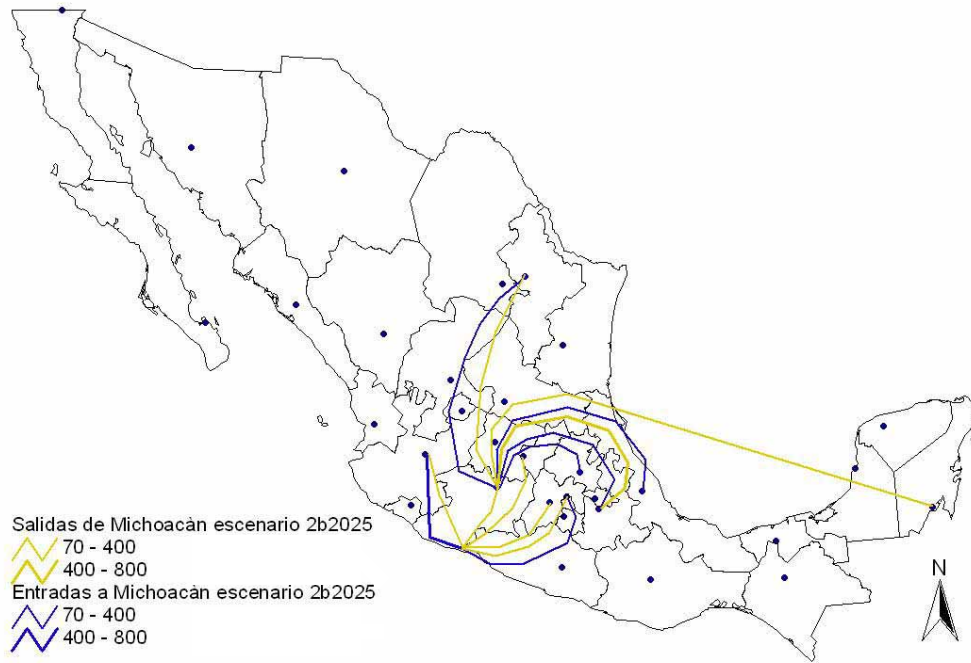 N
Salidas de Michoacàn escenario 2b2025
70 - 400
400 - 800
Entradas a Michoacàn escenario 2b2025
70 - 400
400 - 800